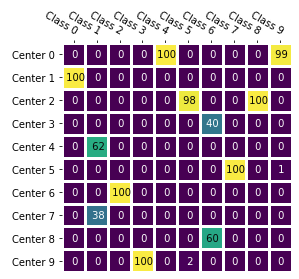 Class 0 Class 1 Class 2 Class 3 Class 4 Class 5 Class 6 Class 7 Class 8 Class 9
Center 0 0 0 0 0 100 0 0 0 0 99
Center 1 100 0 0 0 0 0 0 0 0 0
Center 2 0 0 0 0 0 98 0 0 100 0
Center 3 0 0 0 0 0 0 40 0 0 0
Center 4 0 62 0 0 0 0 0 0 0 0
Center 5 0 0 0 0 0 0 0 100 0 1
Center 6 0 0 100 0 0 0 0 0 0 0
Center 7 0 38 0 0 0 0 0 0 0 0
Center 8 0 0 0 0 0 0 60 0 0 0
Center 9 0 0 0 100 0 2 0 0 0 0